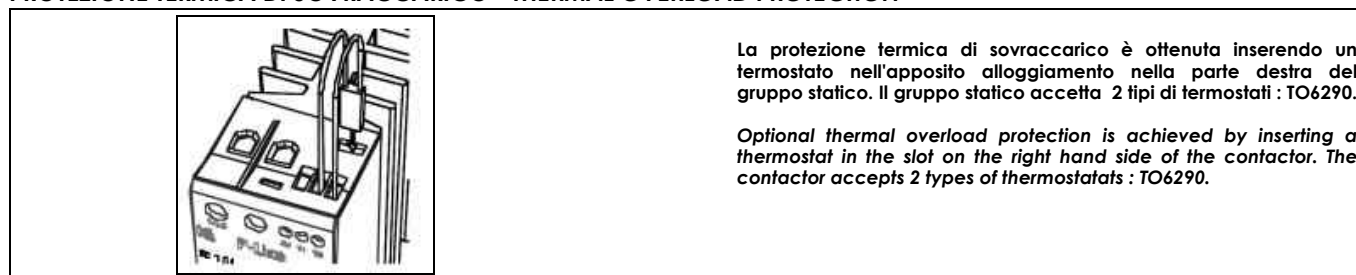 La protezione termica di sovraccarico è ottenuta inserendo un
termostato nell'apposito alloggiamento nella parte destra del
gruppo statico. Il gruppo statico accetta 2 tipi di termostati : TO6290.
Optional thermal overload protection is achieved by inserting a
thermostat in the slot on the right hand side of the contactor. The
contactor accepts 2 types of thermostatats : TO6290.